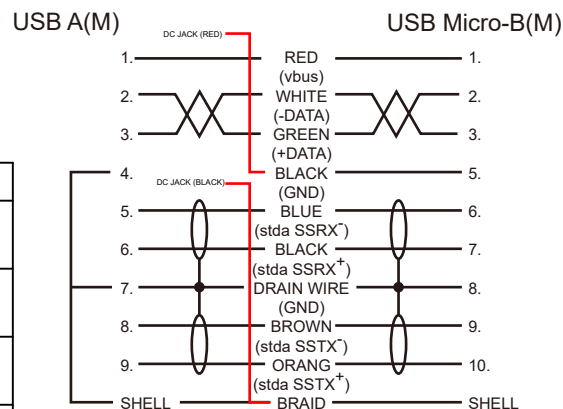 USB A(M) USB Micro-B(M)
DC JACK (RED)
1. RED 1.
(vbus)
2. WHITE 2.
(-DATA)
3. GREEN 3.
(+DATA)
4. BLACK 5.
DC JACK (BLACK)
(GND)
5. BLUE 6.
(stda SSRX-)
6. BLACK 7.
(stda SSRX+)
7. DRAIN WIRE 8.
(GND)
8. BROWN 9.
(stda SSTX-)
9. ORANG 10.
(stda SSTX+)
SHELL BRAID SHELL